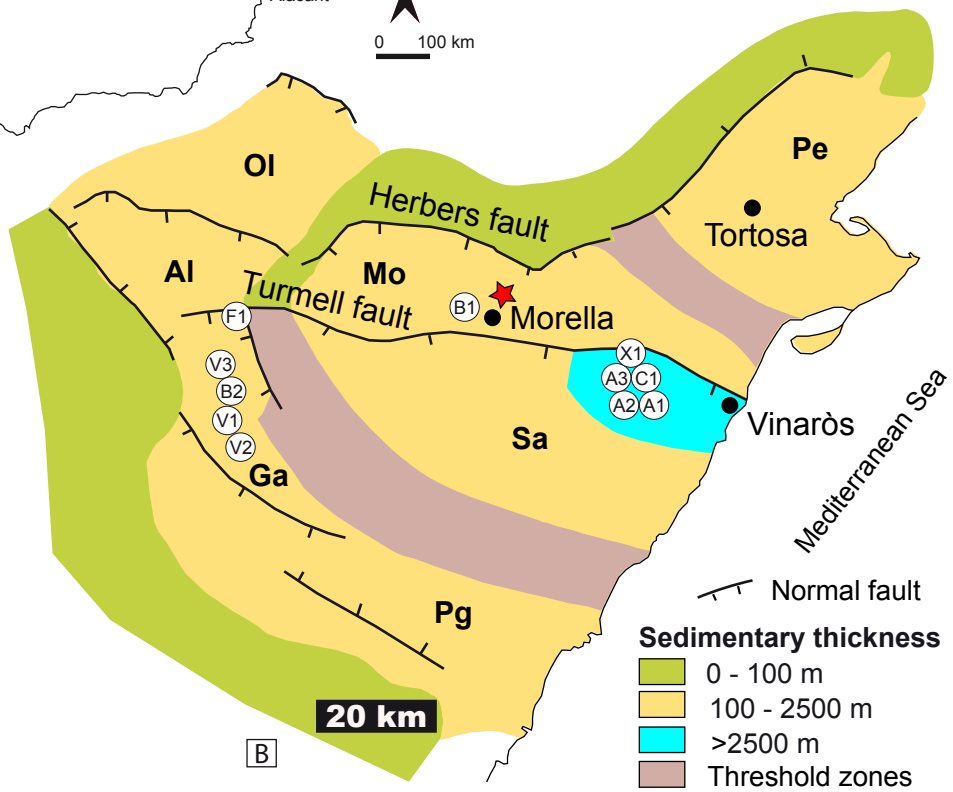 0 100 km
Ol
Pe
Herbers fault
Tortosa
Al
Mo
Turmell fault
B1
Morella
F1
X1
V3
A3
C1
B2
A2
A1
V1
Vinaròs
Sa
V2
Ga
Mediterranean Sea
Normal fault
Pg
Sedimentary thickness
0 - 100 m
100 - 2500 m
20 km
>2500 m
B
Threshold zones